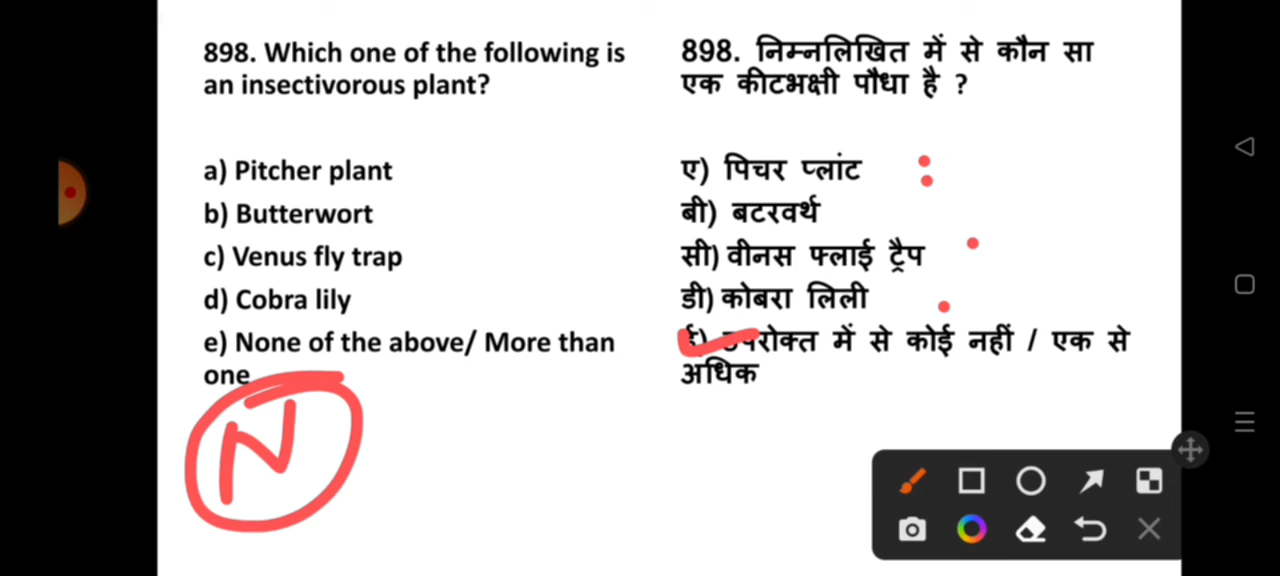 898. Which one of the following is
an insectivorous plant?
a) Pitcher plant
b) Butterwort
c) Venus fly trap
d) Cobra lily
e) None of the above/ More than
one
N
898. निम्नलिखित में से कौन सा
एक कीटभक्षी पौधा है ?
ए) पिचर प्लांट
बी) बटरवर्थ
सी) वीनस फ्लाई ट्रैप
डी) कोबरा लिली
ई) उपरोक्त में से कोई नहीं / एक से
अधिक